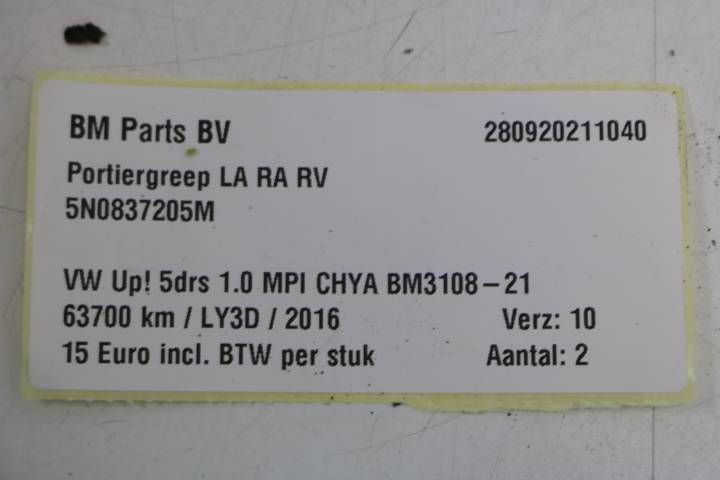 BM Parts BV 280920211040
Portiergreep LA RA RV
5N0837205M
VW Up! 5drs 1.0 MPI CHYA BM3108-21
63700 km / LY3D / 2016 Verz: 10
15 Euro incl. BTW per stuk Aantal: 2